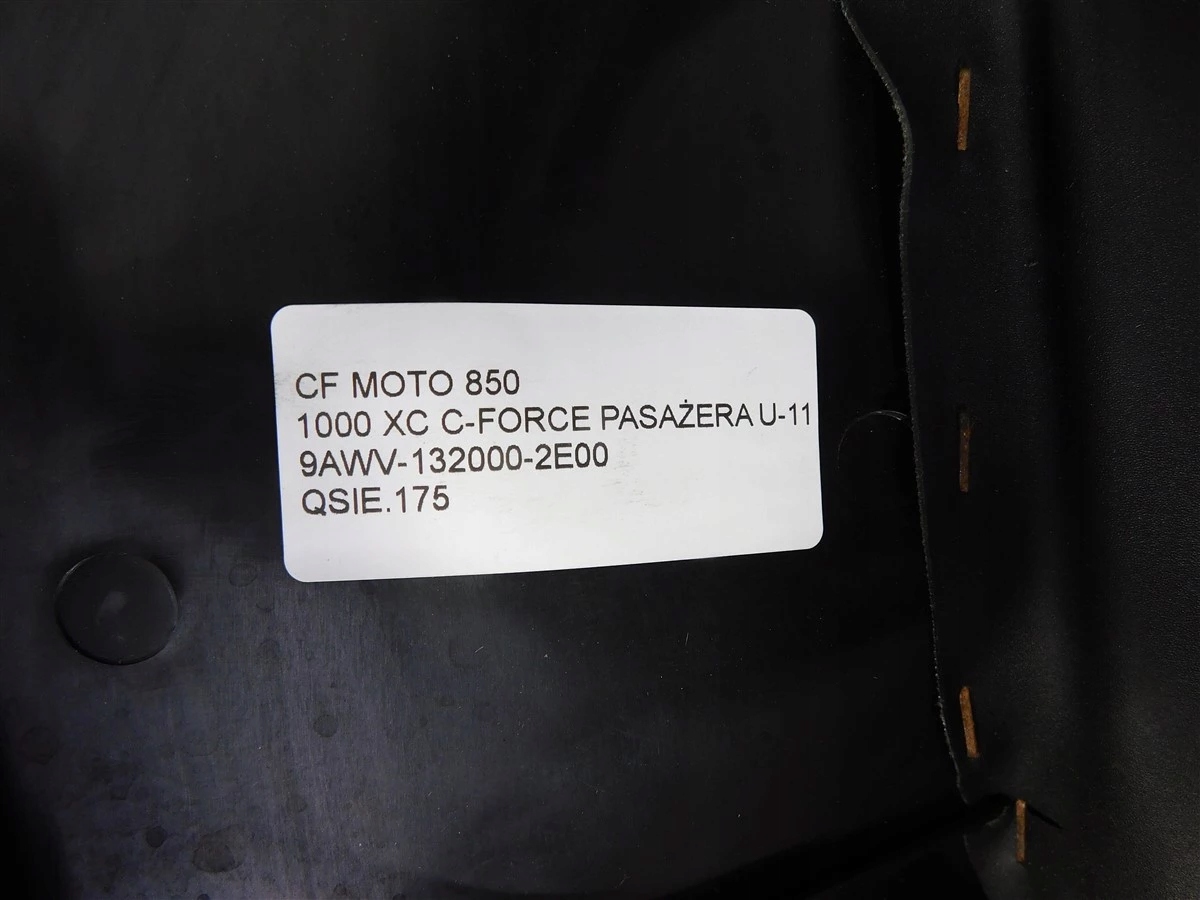 CF MOTO 850
1000 XC C-FORCE PASAŻERA U-11
9AWV-132000-2E00
QSIE.175